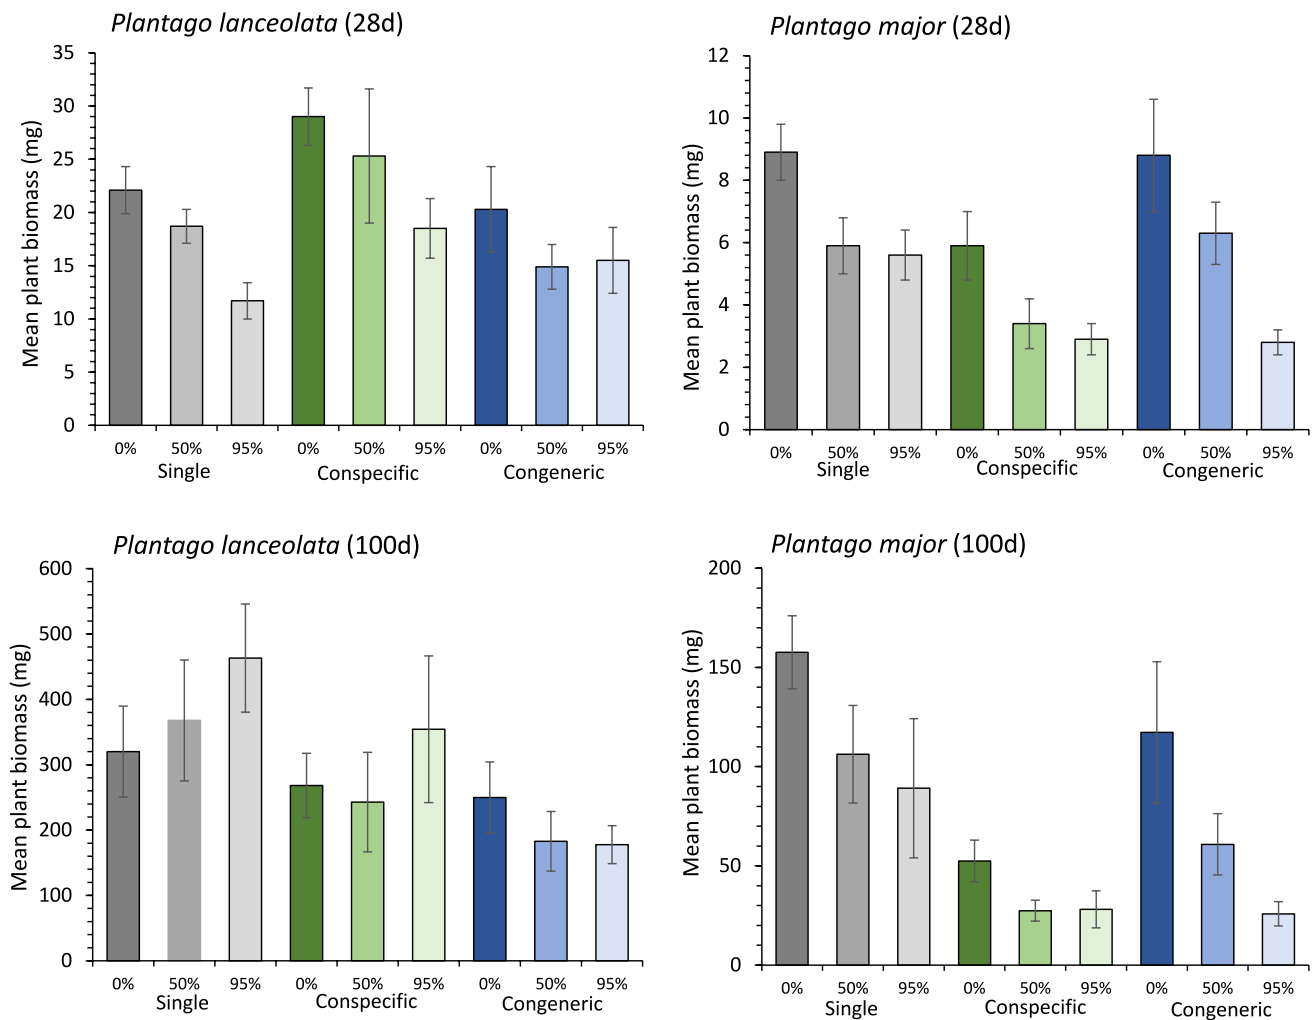 Plantago lanceolata (28d)
Mean plant biomass (mg)
35
30
25
20
15
10
5
0
0% 50% 95% 0% 50% 95% 0% 50% 95%
Single Conspecific Congeneric
Plantago major (28d)
Mean plant biomass (mg)
12
10
8
6
4
2
0
0% 50% 95% 0% 50% 95% 0% 50% 95%
Single Conspecific Congeneric
Plantago lanceolata (100d)
Mean plant biomass (mg)
600
500
400
300
200
100
0
0% 50% 95% 0% 50% 95% 0% 50% 95%
Single Conspecific Congeneric
Plantago major (100d)
Mean plant biomass (mg)
200
150
100
50
0
0% 50% 95% 0% 50% 95% 0% 50% 95%
Single Conspecific Congeneric